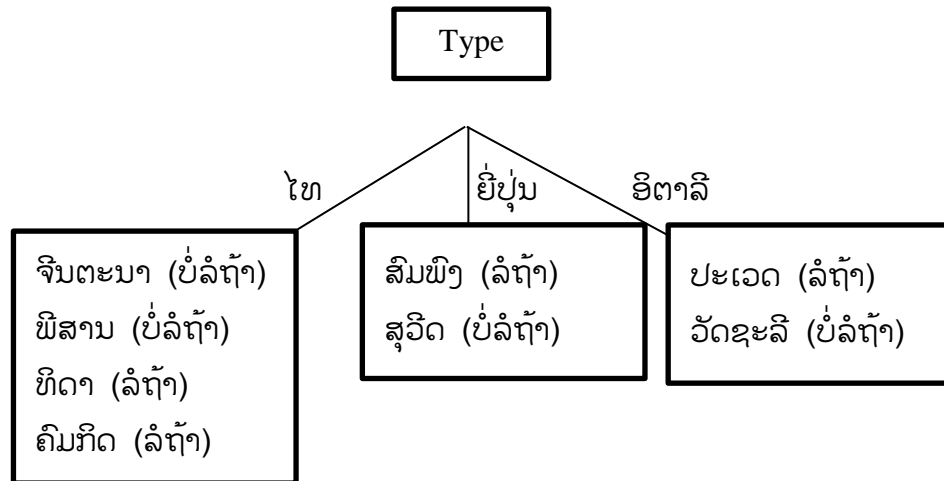 Type
ໄທ ຍີ່ປຸ່ນ ອິຕາລີ
ຈີນຕະນາ (ບໍ່ລໍຖ້າ)
ພີສານ (ບໍ່ລໍຖ້າ)
ທິດາ (ລໍຖ້າ)
ຄົມກິດ (ລໍຖ້າ)
ສົມພົງ (ລໍຖ້າ)
ສຸວິດ (ບໍ່ລໍຖ້າ)
ປະເວດ (ລໍຖ້າ)
ວັດຊະລີ (ບໍ່ລໍຖ້າ)